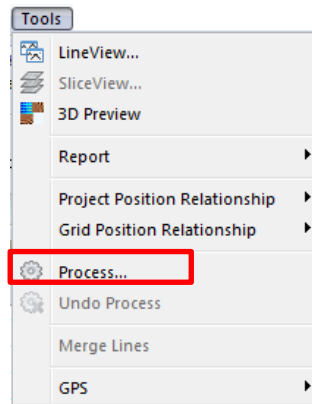 Tools
LineView...
SliceView...
3D Preview
Report
Project Position Relationship
Grid Position Relationship
Process...
Undo Process
Merge Lines
GPS